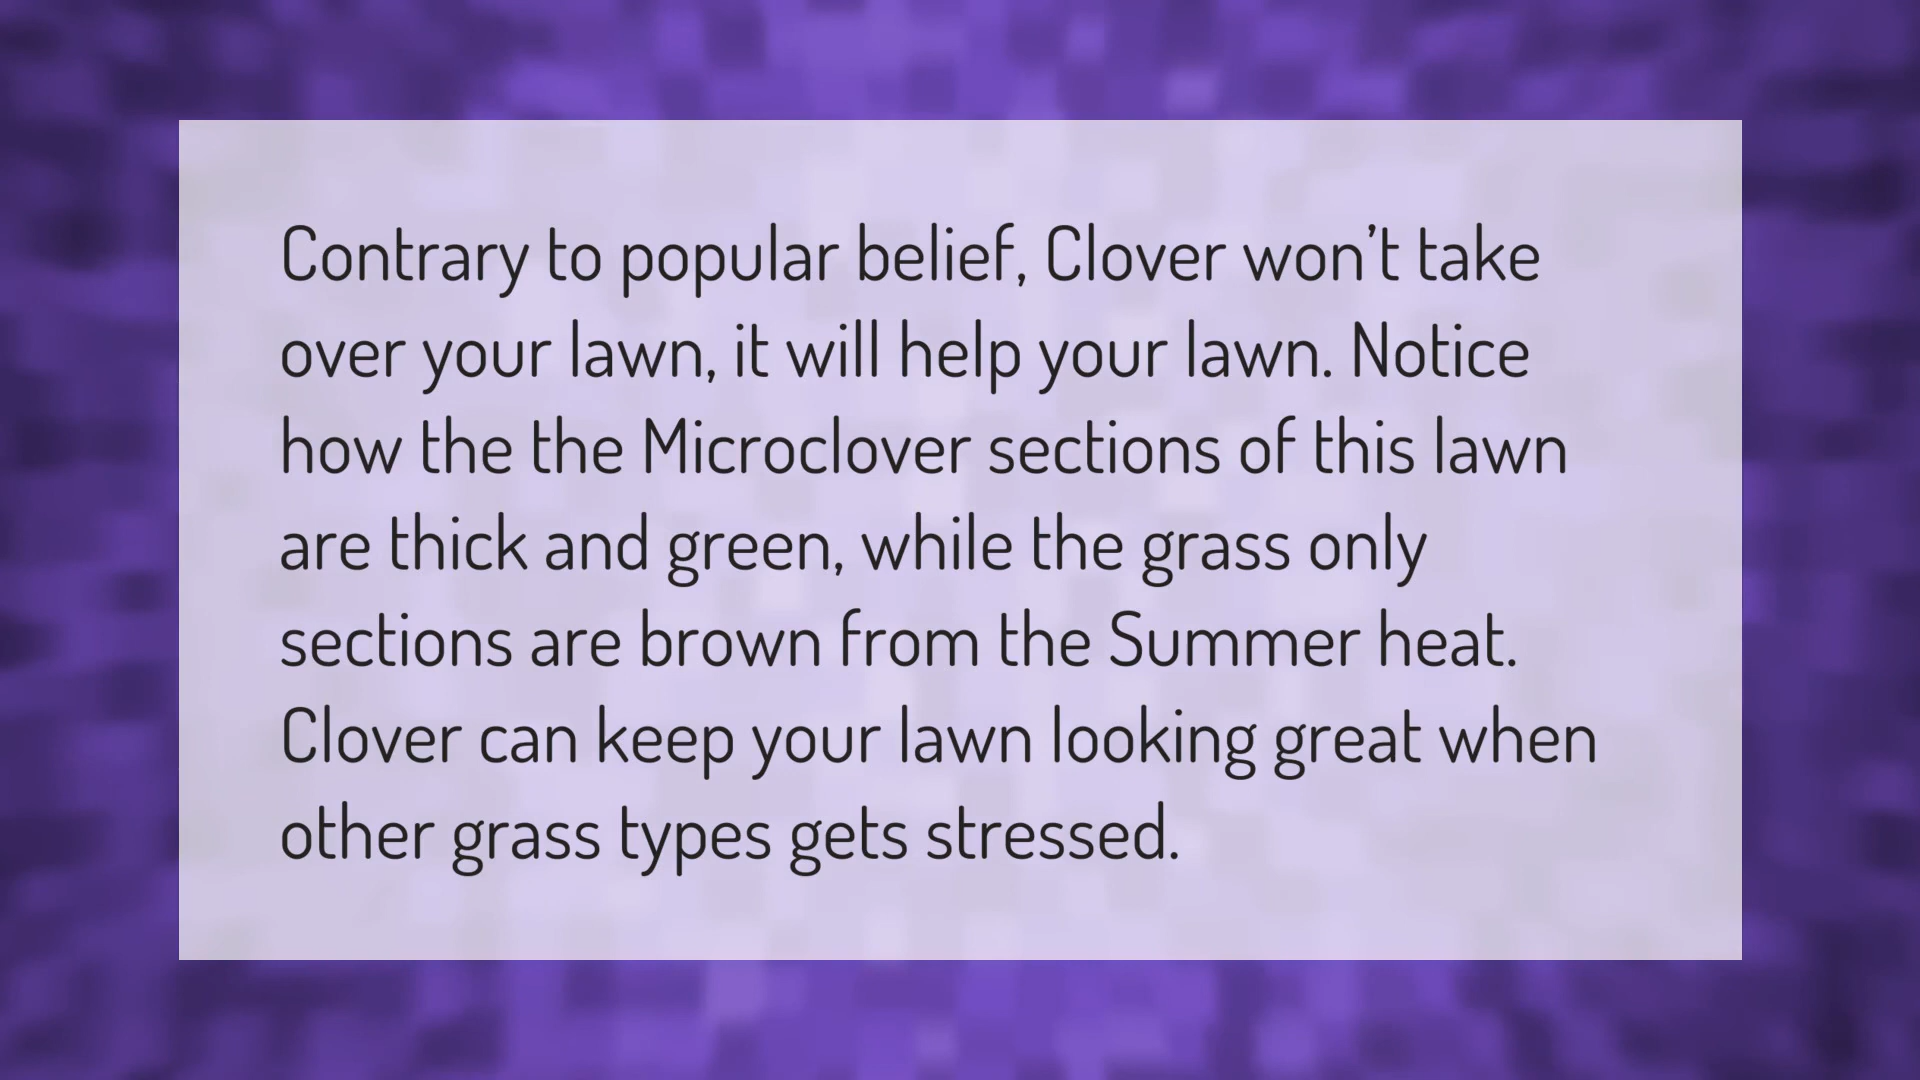 Contrary to popular belief, Clover won’t take
over your lawn, it will help your lawn. Notice
how the the Microclover sections of this lawn
are thick and green, while the grass only
sections are brown from the Summer heat.
Clover can keep your lawn looking great when
other grass types gets stressed.